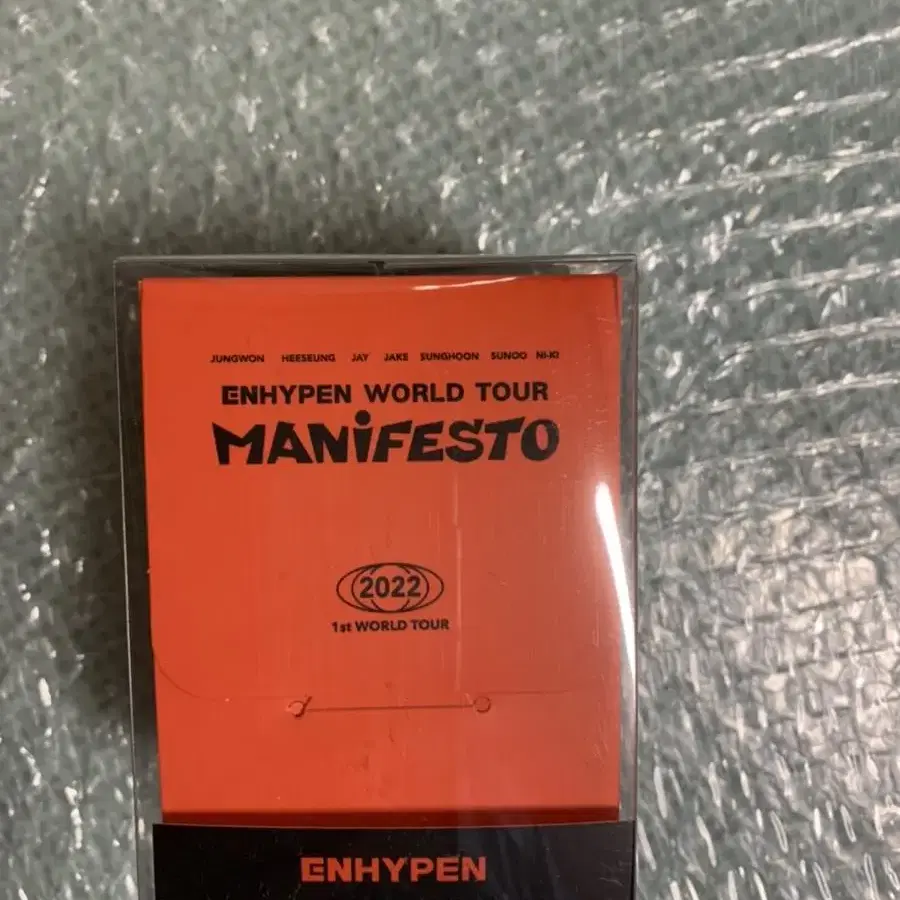 JUNGWON HEESEUNG JAY JAKE SUNGHOON SUNOO NI-KI
ENHYPEN WORLD TOUR
MANiFESTO
2022
1st WORLD TOUR
ENHYPEN